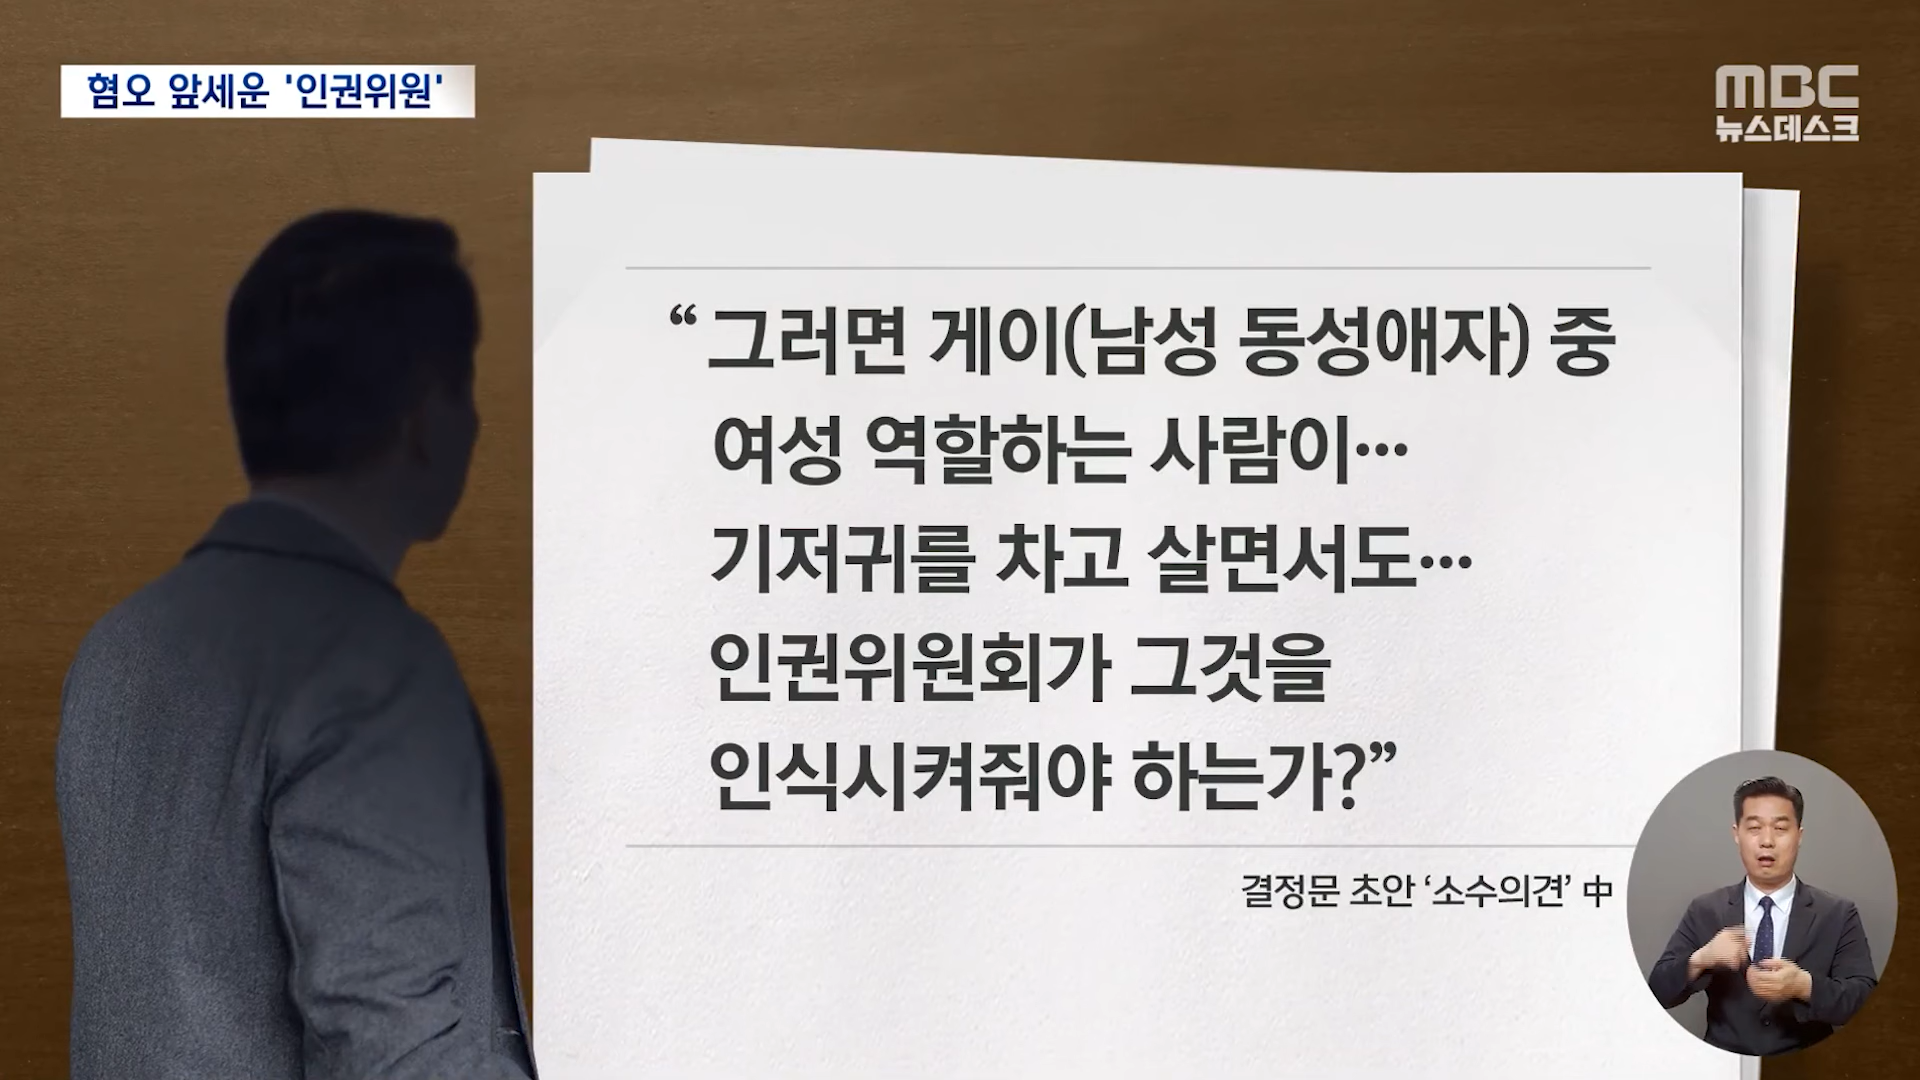 혐오 앞세운 '인권위원'
MBC
뉴스데스크
“그러면 게이(남성 동성애자) 중
여성 역할하는 사람이…
기저귀를 차고 살면서도…
인권위원회가 그것을
인식시켜줘야 하는가?”
결정문 초안 ‘소수의견’ 中